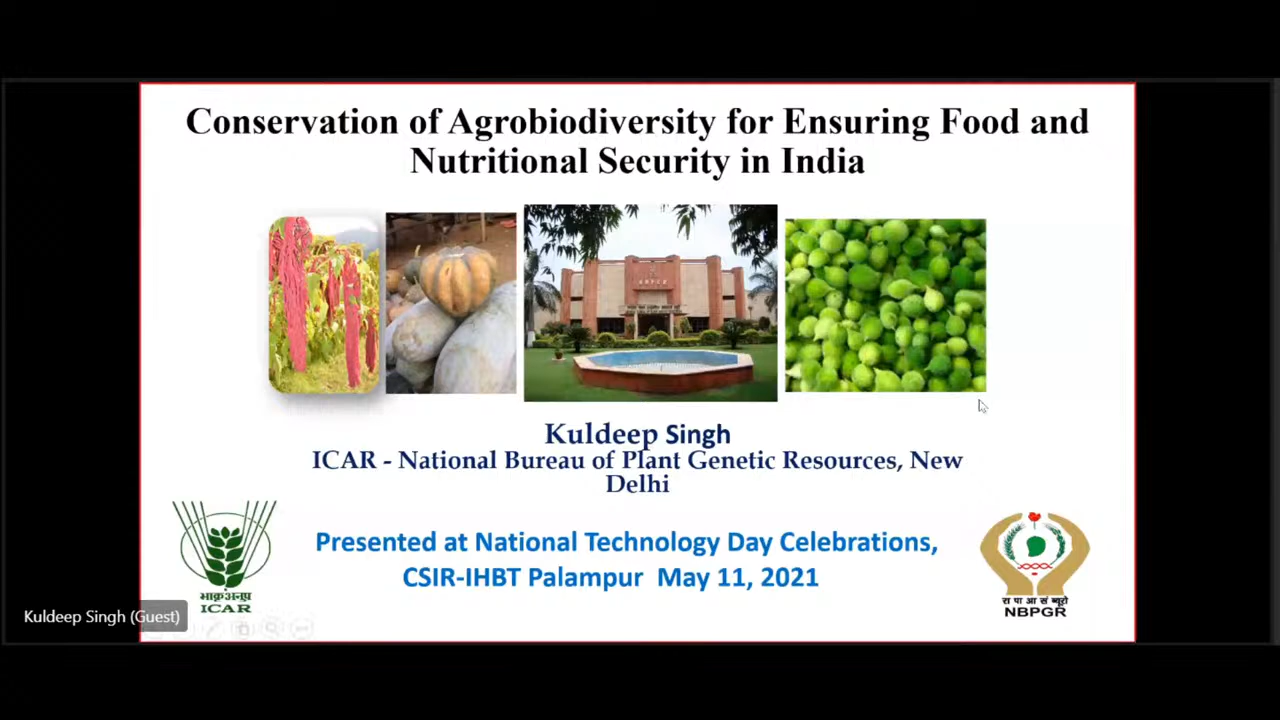 Conservation of Agrobiodiversity for Ensuring Food and
Nutritional Security in India
NBPGR
Kuldeep Singh
ICAR - National Bureau of Plant Genetic Resources, New
Delhi
Presented at National Technology Day Celebrations,
CSIR-IHBT Palampur May 11, 2021
भाकृअनुप
ICAR
रा पा आ सं ब्यूरो
NBPGR
Kuldeep Singh (Guest)